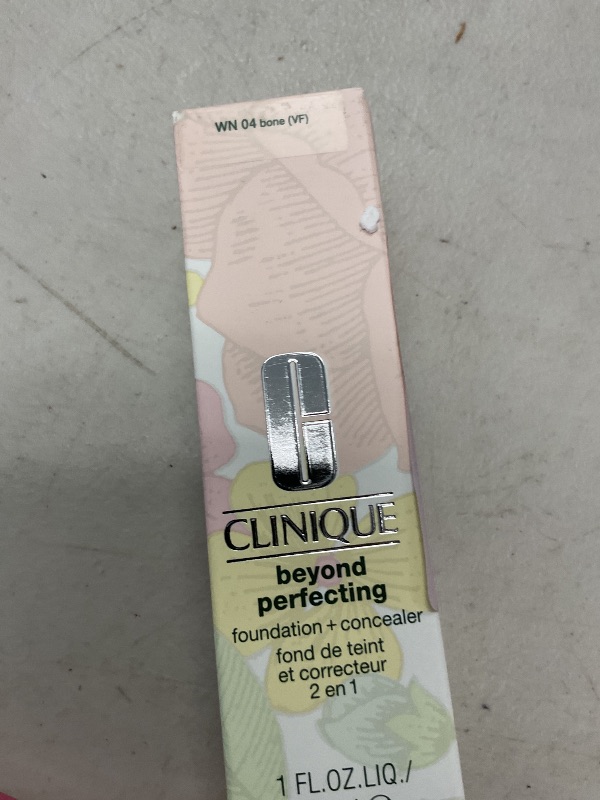 WN 04 bone (VF)
CLINIQUE
beyond
perfecting
foundation + concealer
fond de teint
et correcteur
2 en 1
1 FL.OZ.LIQ./